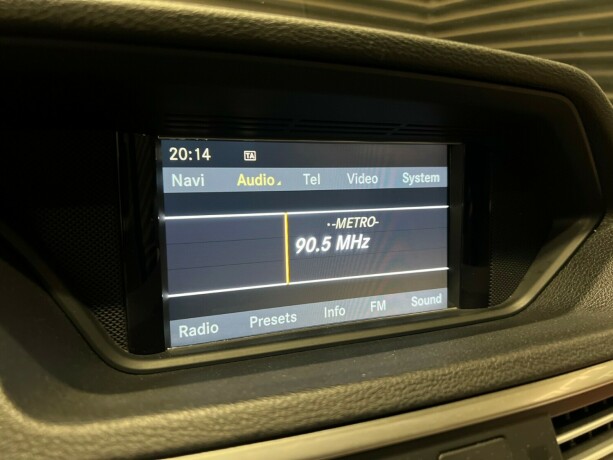 20:14 TA
Navi Audio Tel Video System
·-METRO-
90.5 MHz
Radio Presets Info FM Sound